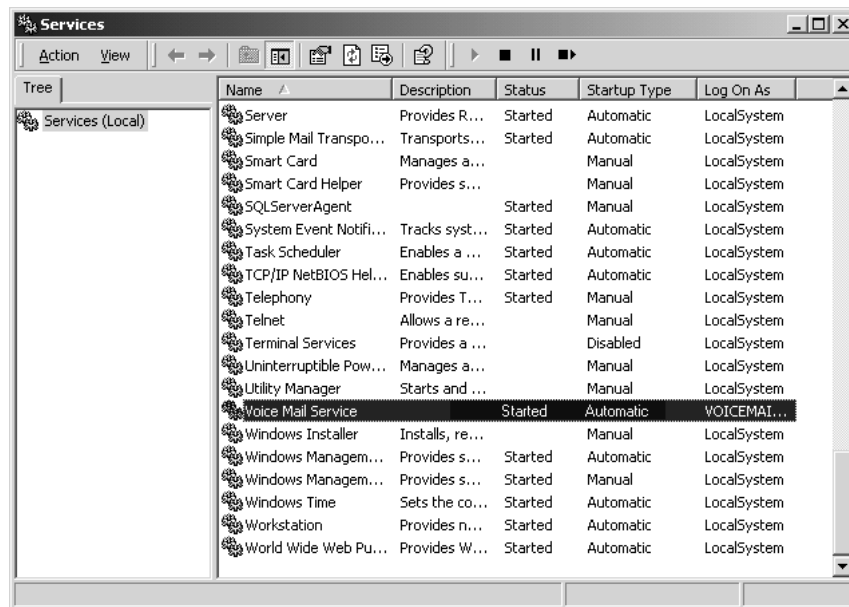 Services
Action View
Tree
Services (Local)
Name Description Status Startup Type Log On As
Server Provides R... Started Automatic LocalSystem
Simple Mail Transpo... Transports... Started Automatic LocalSystem
Smart Card Manages a... Manual LocalSystem
Smart Card Helper Provides s... Manual LocalSystem
SQLServerAgent Started Manual LocalSystem
System Event Notifi... Tracks syst... Started Automatic LocalSystem
Task Scheduler Enables a ... Started Automatic LocalSystem
TCP/IP NetBIOS Hel... Enables su... Started Automatic LocalSystem
Telephony Provides T... Started Manual LocalSystem
Telnet Allows a re... Manual LocalSystem
Terminal Services Provides a ... Disabled LocalSystem
Uninterruptible Pow... Manages a... Manual LocalSystem
Utility Manager Starts and ... Manual LocalSystem
Voice Mail Service Started Automatic VOICEMAI...
Windows Installer Installs, re... Manual LocalSystem
Windows Managem... Provides s... Started Automatic LocalSystem
Windows Managem... Provides s... Started Manual LocalSystem
Windows Time Sets the co... Started Automatic LocalSystem
Workstation Provides n... Started Automatic LocalSystem
World Wide Web Pu... Provides W... Started Automatic LocalSystem